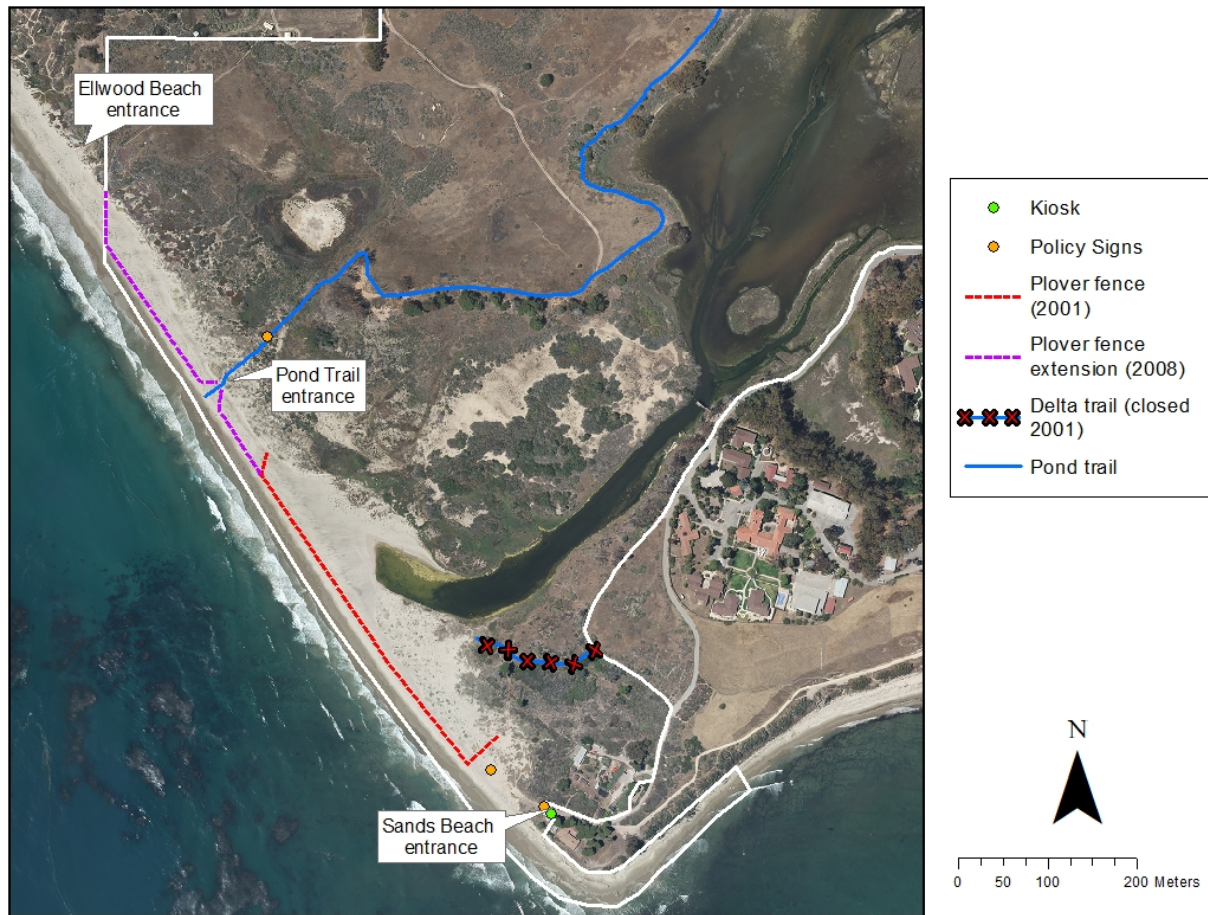 Ellwood Beach
entrance
Pond Trail
entrance
Sands Beach
entrance
Kiosk
Policy Signs
Plover fence
(2001)
Plover fence
extension (2008)
Delta trail (closed
2001)
Pond trail
N
0 50 100 200 Meters